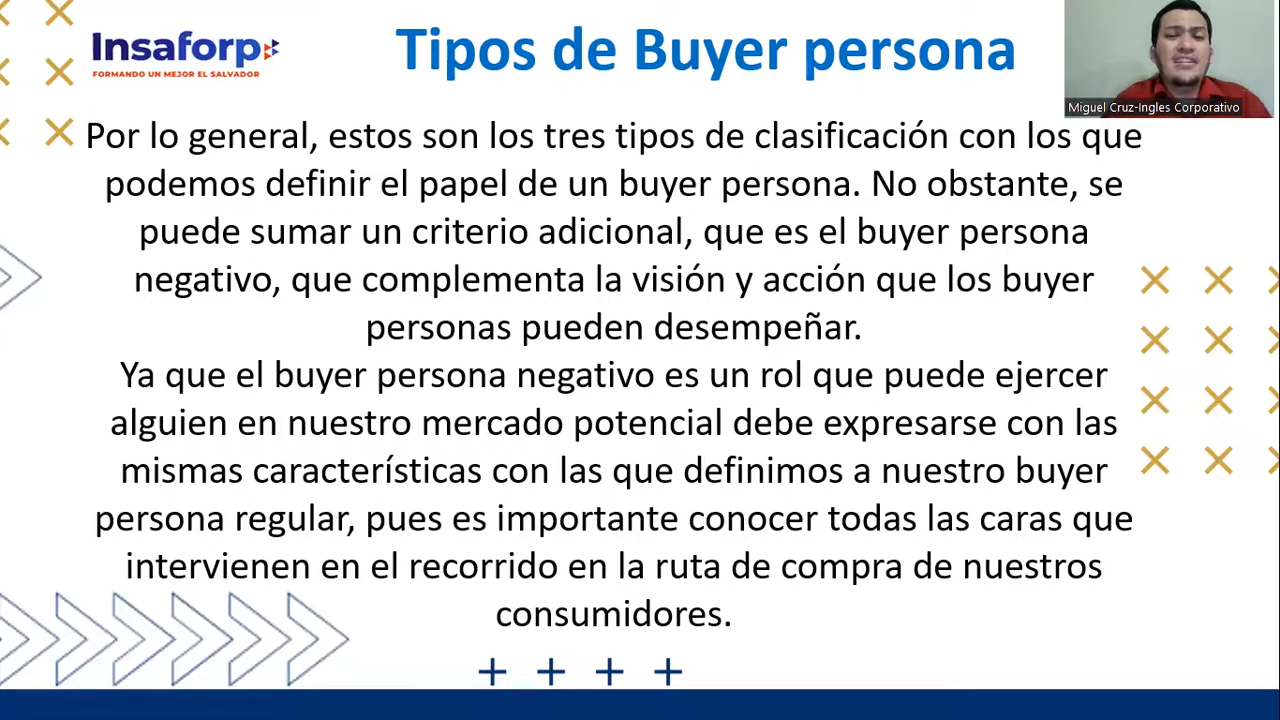 Insaforp
FORMANDO UN MEJOR EL SALVADOR
Tipos de Buyer persona
Miguel Cruz-Ingles Corporativo
Por lo general, estos son los tres tipos de clasificación con los que
podemos definir el papel de un buyer persona. No obstante, se
puede sumar un criterio adicional, que es el buyer persona
negativo, que complementa la visión y acción que los buyer
personas pueden desempeñar.
Ya que el buyer persona negativo es un rol que puede ejercer
alguien en nuestro mercado potencial debe expresarse con las
mismas características con las que definimos a nuestro buyer
persona regular, pues es importante conocer todas las caras que
intervienen en el recorrido en la ruta de compra de nuestros
consumidores.